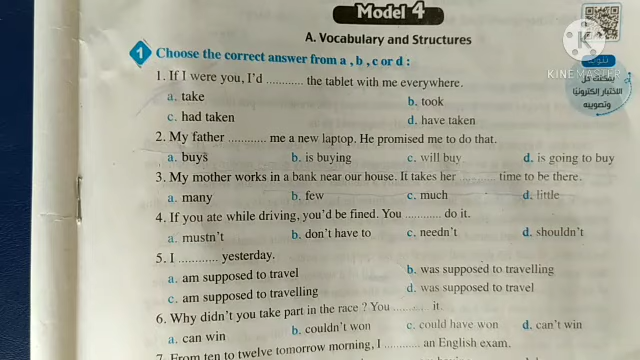 Model 4
A. Vocabulary and Structures
1 Choose the correct answer from a , b , c or d :
1. If I were you, I'd ............ the tablet with me everywhere.
a. take b. took
c. had taken d. have taken
2. My father ............ me a new laptop. He promised me to do that.
a. buys b. is buying c. will buy d. is going to buy
3. My mother works in a bank near our house. It takes her ............ time to be there.
a. many b. few c. much d. little
4. If you ate while driving, you'd be fined. You ............ do it.
a. mustn't b. don't have to c. needn't d. shouldn't
5. I ............ yesterday.
a. am supposed to travel b. was supposed to travelling
c. am supposed to travelling d. was supposed to travel
6. Why didn't you take part in the race ? You ............ it.
a. can win b. couldn't won c. could have won d. can't win
7. From ten to twelve tomorrow morning, I ............ an English exam.
KINEMASTER
يمكنك حل
الاختبار إلكترونيًا
وتصويبه